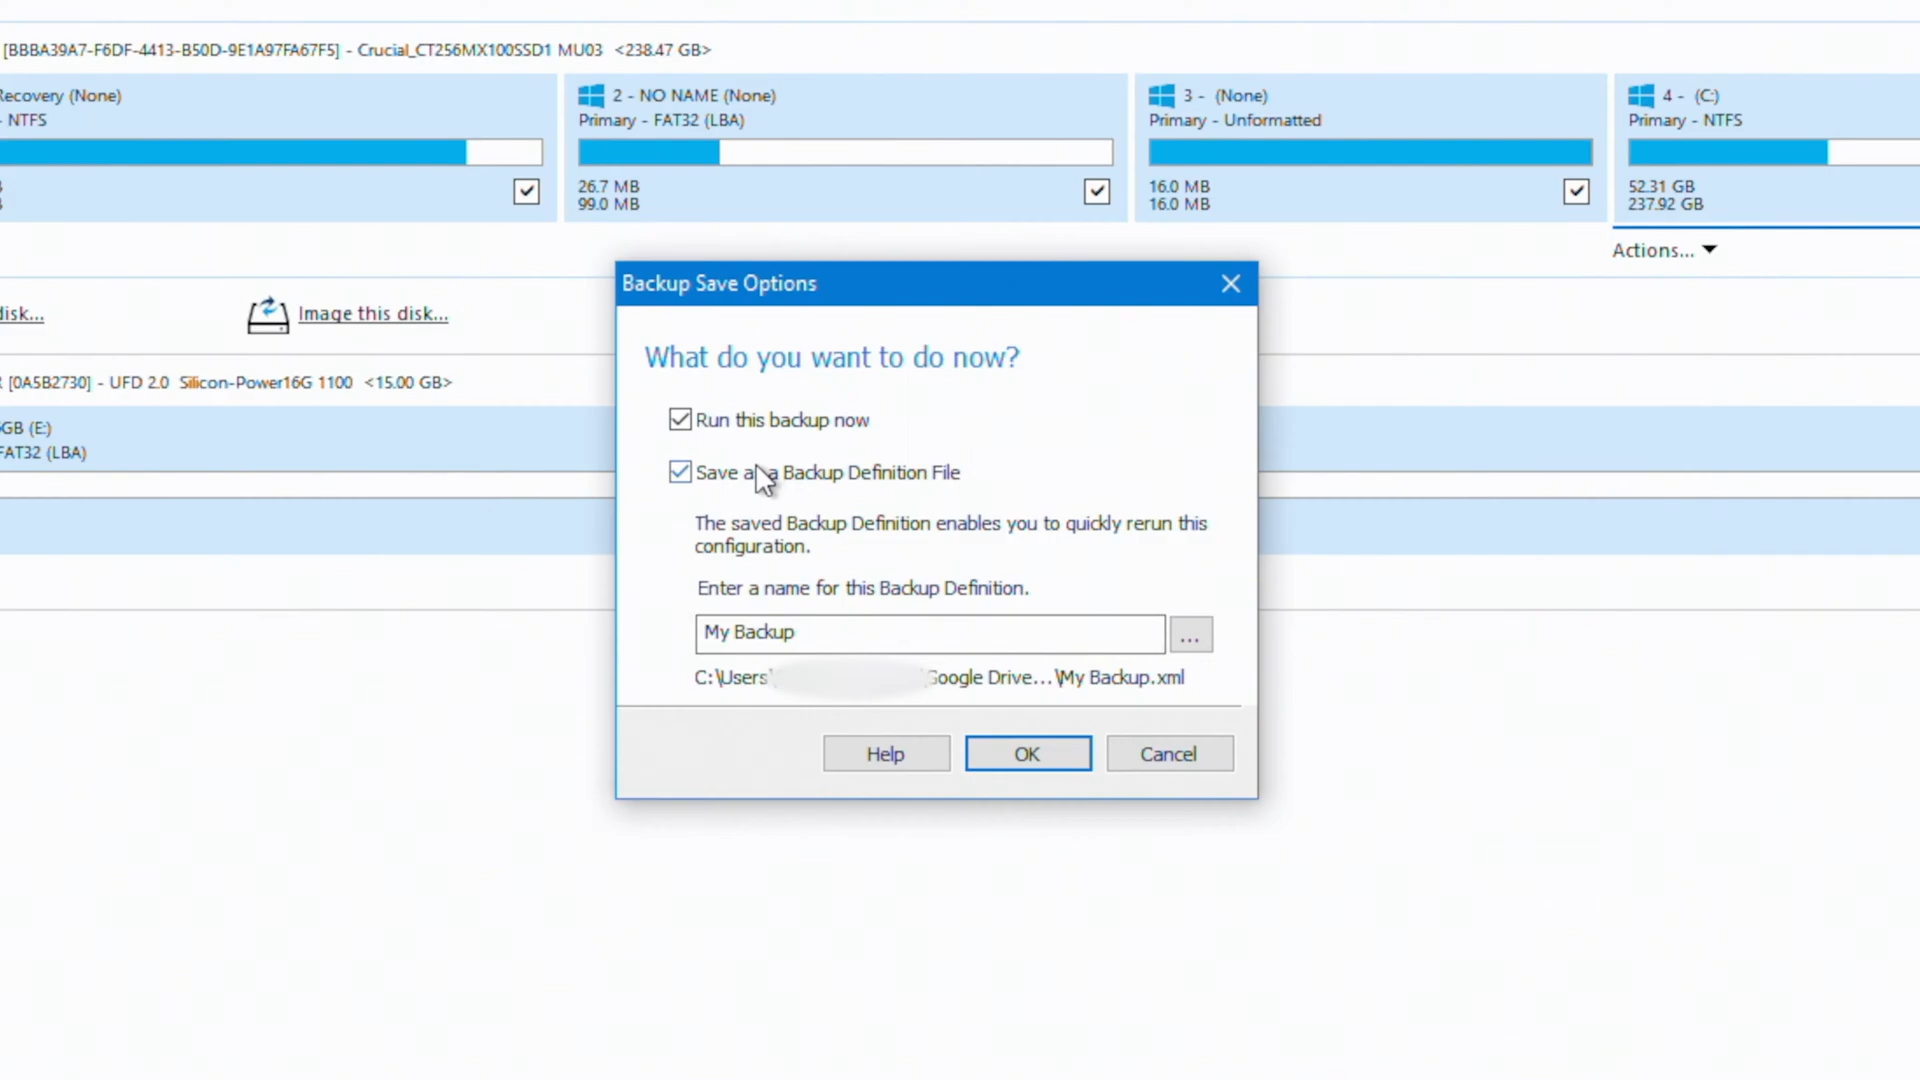 [BBBA39A7-F6DF-4413-B50D-9E1A97FA67F5] - Crucial_CT256MX100SSD1 MU03 <238.47 GB>
Recovery (None)
- NTFS
2 - NO NAME (None)
Primary - FAT32 (LBA)
26.7 MB
99.0 MB
3 - (None)
Primary - Unformatted
16.0 MB
16.0 MB
4 - (C:)
Primary - NTFS
52.31 GB
237.92 GB
Actions...
disk...
Image this disk...
[0A5B2730] - UFD 2.0 Silicon-Power16G 1100 <15.00 GB>
GB (E:)
FAT32 (LBA)
Backup Save Options
What do you want to do now?
Run this backup now
Save as a Backup Definition File
The saved Backup Definition enables you to quickly rerun this
configuration.
Enter a name for this Backup Definition.
My Backup
...
C:\Users\ \Google Drive...\My Backup.xml
Help
OK
Cancel